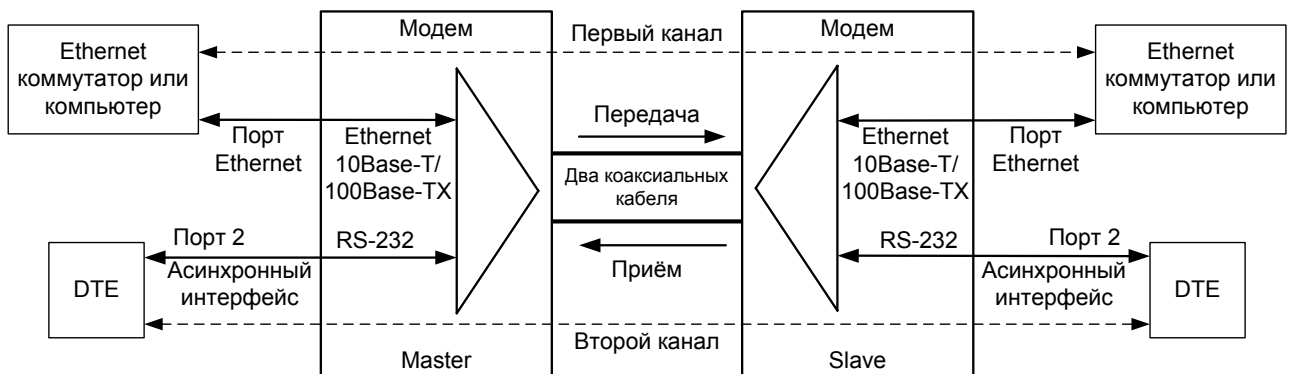 Модем
Первый канал
Модем
Ethernet
коммутатор или
компьютер
Ethernet
коммутатор или
компьютер
Передача
Порт
Ethernet
Ethernet
10Base-T/
100Base-TX
Два коаксиальных
кабеля
Ethernet
10Base-T/
100Base-TX
Порт
Ethernet
Порт 2
RS-232
RS-232
Порт 2
DTE
Асинхронный
интерфейс
Приём
Асинхронный
интерфейс
DTE
Второй канал
Master
Slave